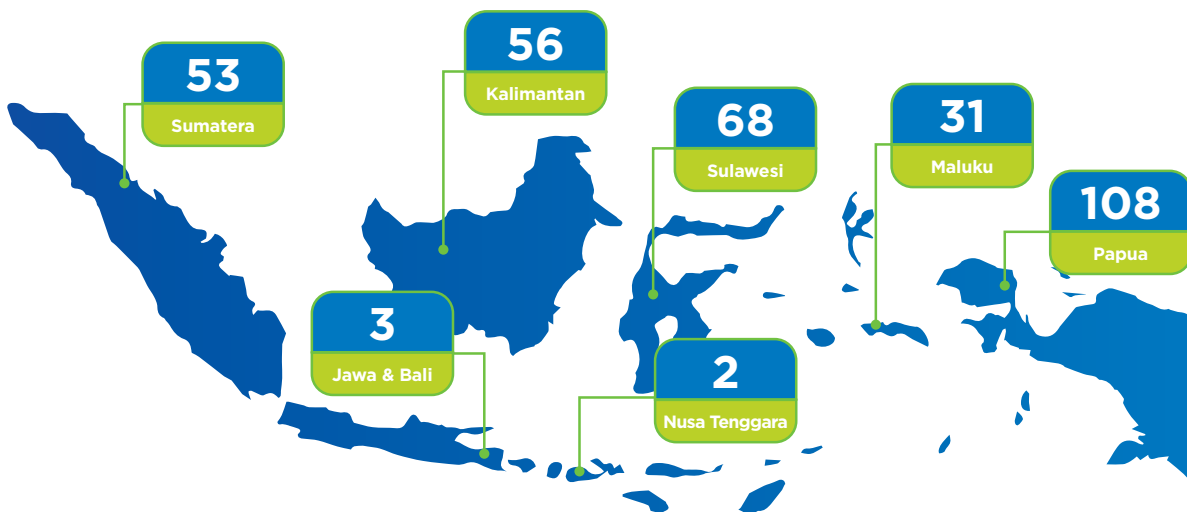 53
Sumatera
56
Kalimantan
68
Sulawesi
31
Maluku
108
Papua
3
Jawa & Bali
2
Nusa Tenggara